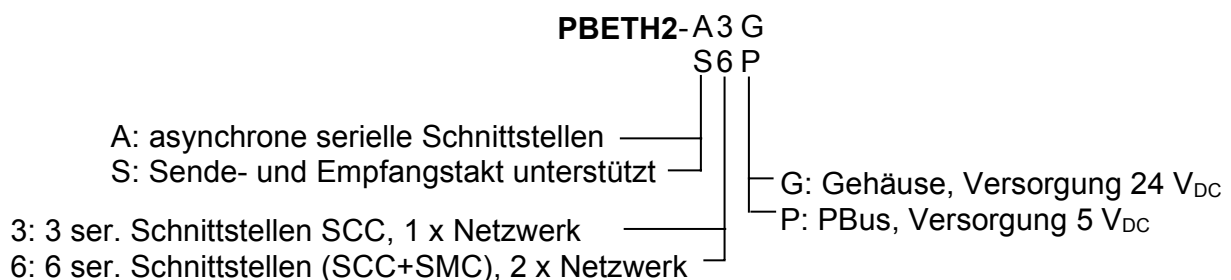 PBETH2-A3G
S6P
A: asynchrone serielle Schnittstellen
S: Sende- und Empfangstakt unterstützt
G: Gehäuse, Versorgung 24 VDC
P: PBus, Versorgung 5 VDC
3: 3 ser. Schnittstellen SCC, 1 x Netzwerk
6: 6 ser. Schnittstellen (SCC+SMC), 2 x Netzwerk